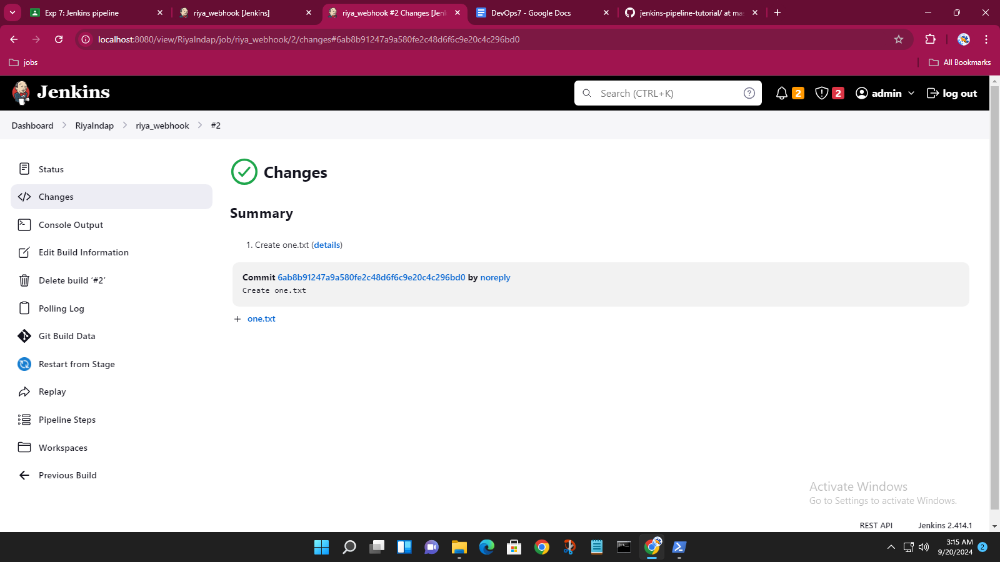 Exp 7: Jenkins pipeline
riya_webhook [Jenkins]
riya_webhook #2 Changes [Jen
DevOps7 - Google Docs
jenkins-pipeline-tutorial/ at ma
localhost:8080/view/RiyaIndap/job/riya_webhook/2/changes#6ab8b91247a9a580fe2c48d6f6c9e20c4c296bd0
jobs
All Bookmarks
Jenkins
Search (CTRL+K)
2
2
admin
log out
Dashboard
RiyaIndap
riya_webhook
#2
Status
Changes
Console Output
Edit Build Information
Delete build ‘#2’
Polling Log
Git Build Data
Restart from Stage
Replay
Pipeline Steps
Workspaces
Previous Build
Changes
Summary
1. Create one.txt (details)
Commit 6ab8b91247a9a580fe2c48d6f6c9e20c4c296bd0 by noreply
Create one.txt
one.txt
Activate Windows
Go to Settings to activate Windows.
REST API
Jenkins 2.414.1
3:15 AM
9/20/2024
2